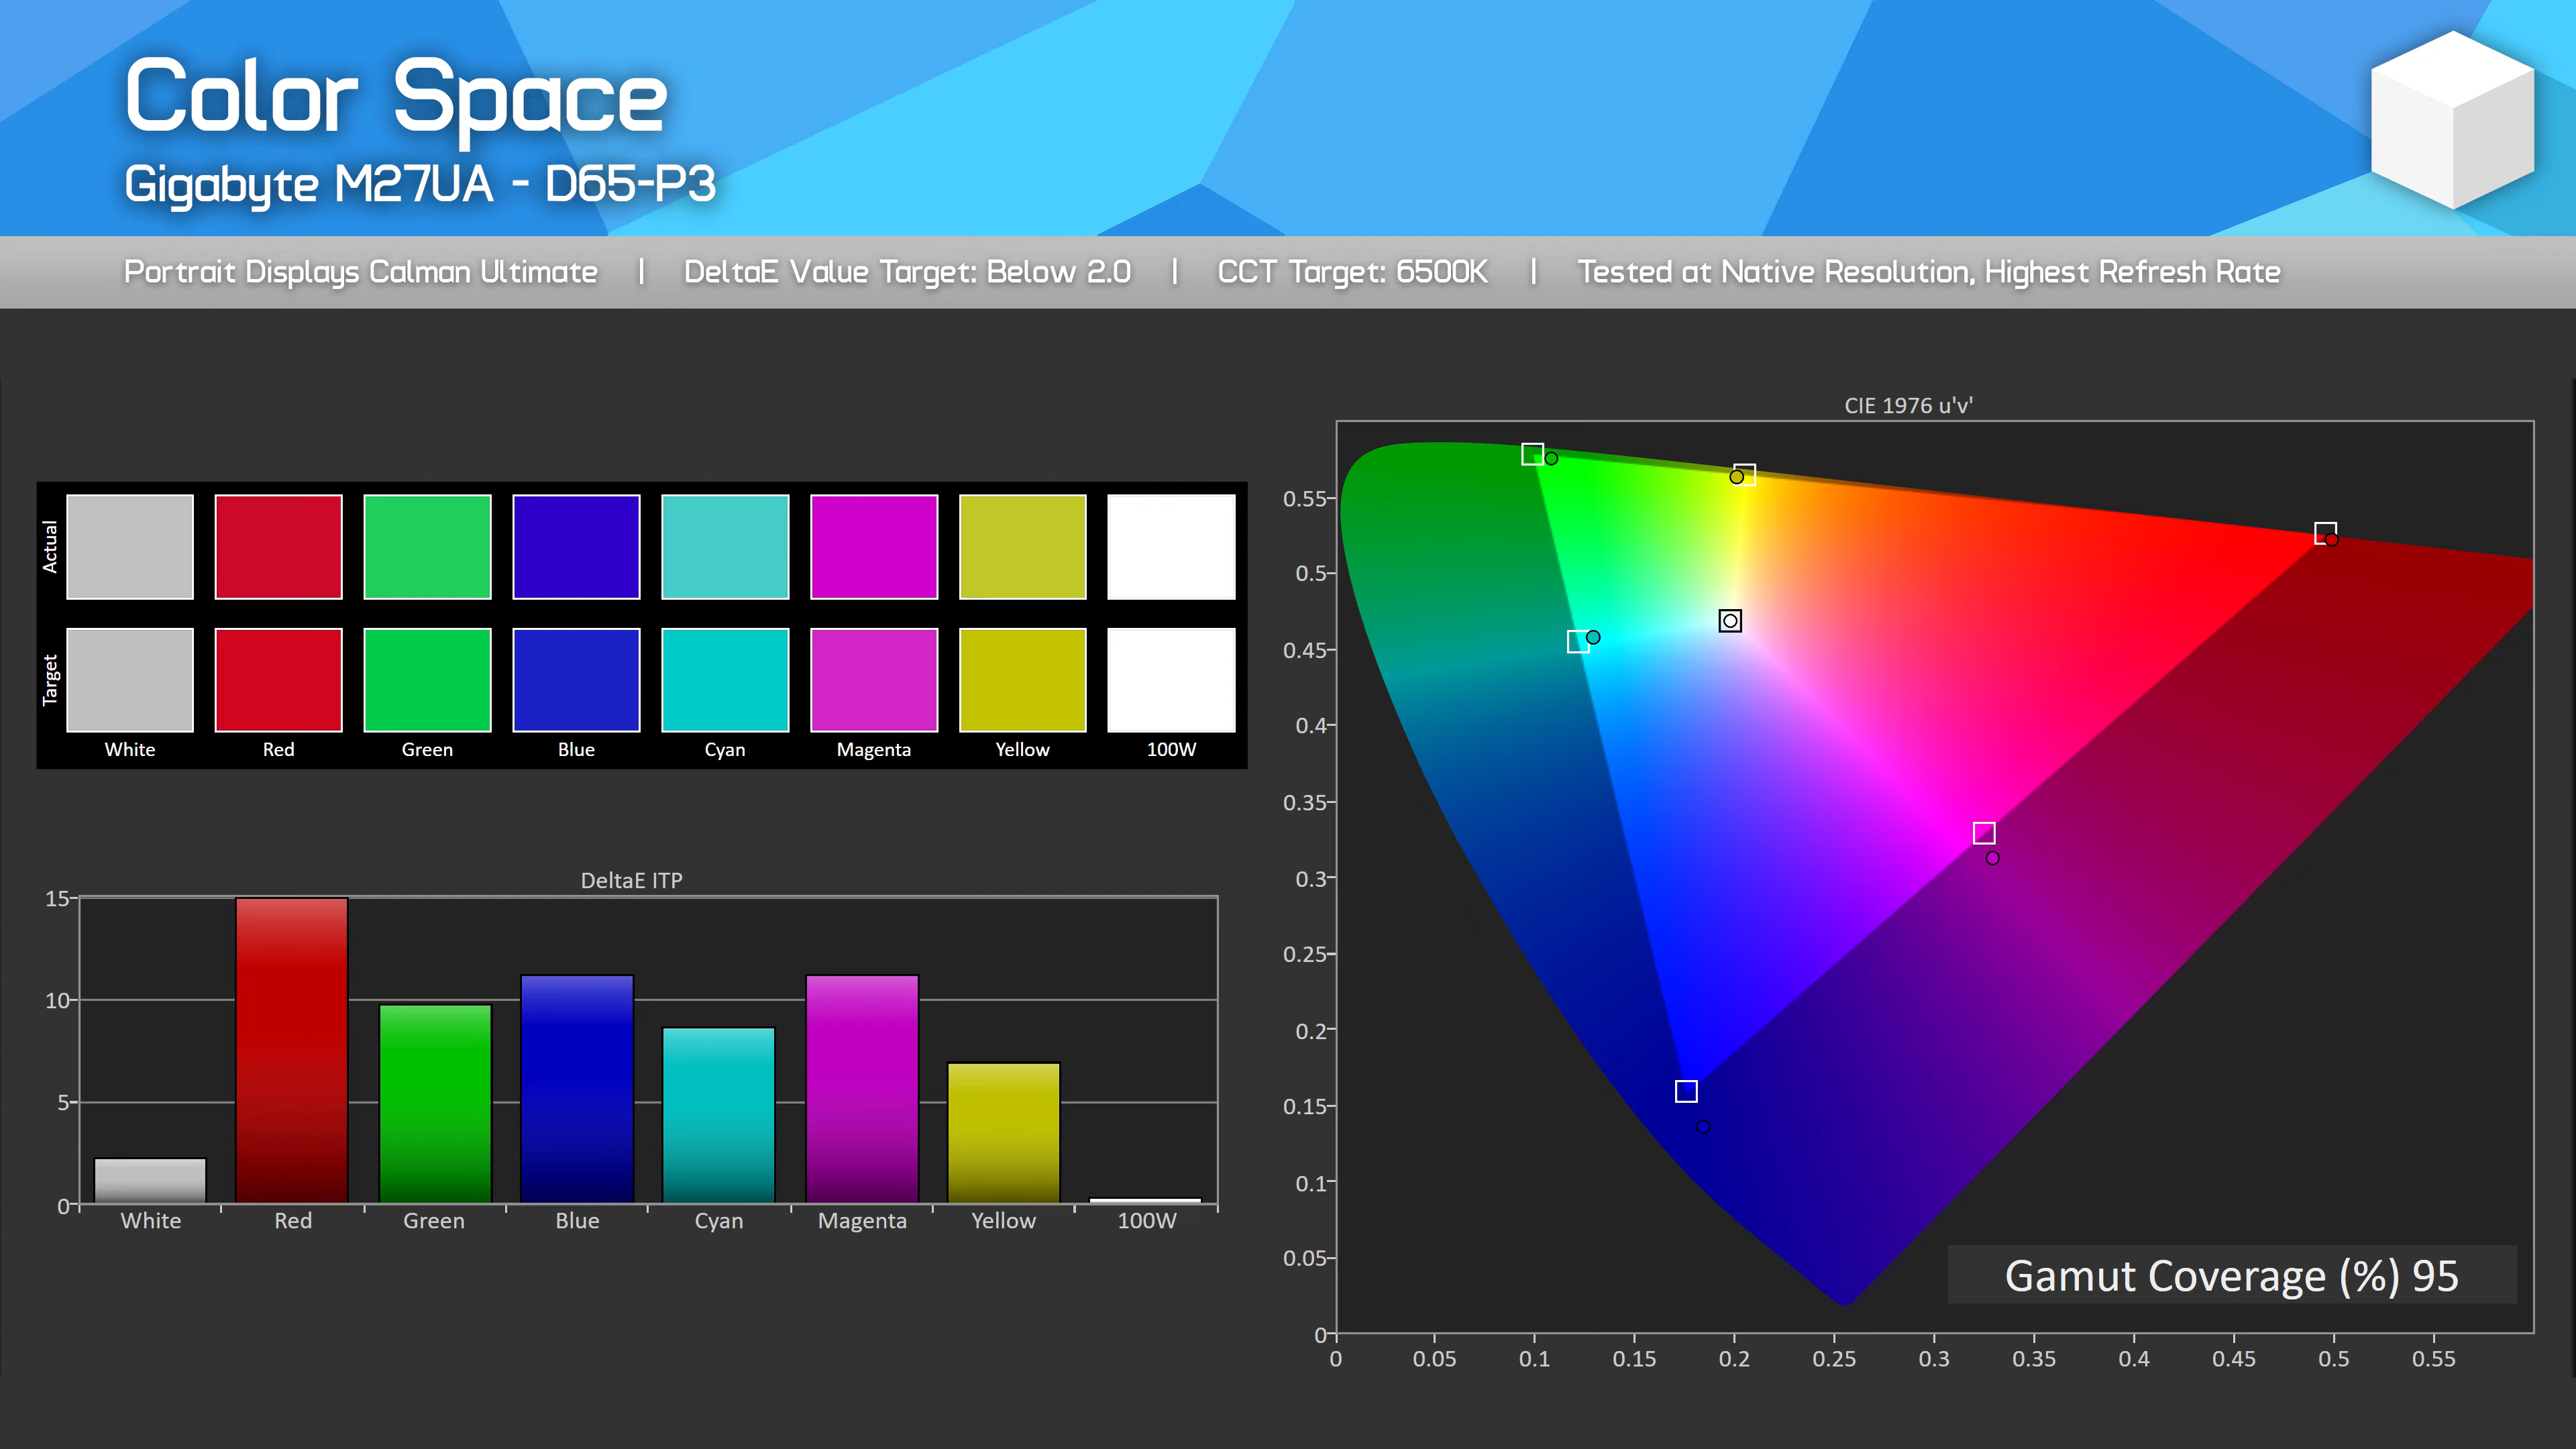 Color Space
Gigabyte M27UA - D65-P3
Portrait Displays Calman Ultimate | DeltaE Value Target: Below 2.0 | CCT Target: 6500K | Tested at Native Resolution, Highest Refresh Rate
Actual
Target
White Red Green Blue Cyan Magenta Yellow 100W
DeltaE ITP
15
10
5
0
White Red Green Blue Cyan Magenta Yellow 100W
CIE 1976 u'v'
0.55
0.5
0.45
0.4
0.35
0.3
0.25
0.2
0.15
0.1
0.05
0
Gamut Coverage (%) 95
0 0.05 0.1 0.15 0.2 0.25 0.3 0.35 0.4 0.45 0.5 0.55